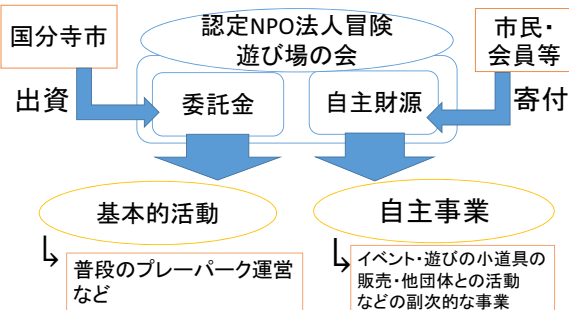 国分寺市
認定NPO法人冒険
遊び場の会
市民・
会員等
出資
委託金
自主財源
寄付
基本的活動
自主事業
普段のプレーパーク運営
など
イベント・遊びの小道具の
販売・他団体との活動
などの副次的な事業